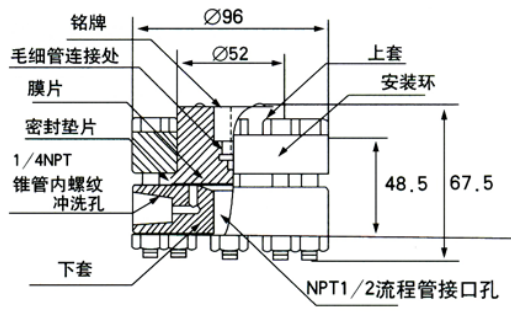 ∅96
铭牌
∅52
毛细管连接处
上套
膜片
安装环
密封垫片
1/4NPT
锥管内螺纹
冲洗孔
48.5
67.5
下套
NPT1/2流程管接口孔